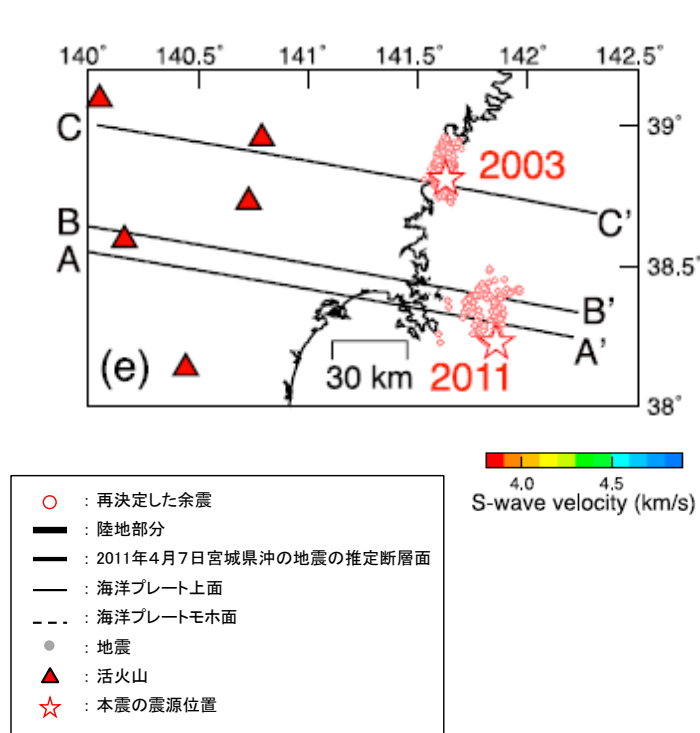 140° 140.5° 141° 141.5° 142° 142.5°
C 39°
2003
C'
B
A 38.5°
B'
A'
(e) 30 km 2011
38°
4.0 4.5
S-wave velocity (km/s)
○ : 再決定した余震
: 陸地部分
: 2011年4月7日宮城県沖の地震の推定断層面
: 海洋プレート上面
: 海洋プレートモホ面
: 地震
: 活火山
: 本震の震源位置